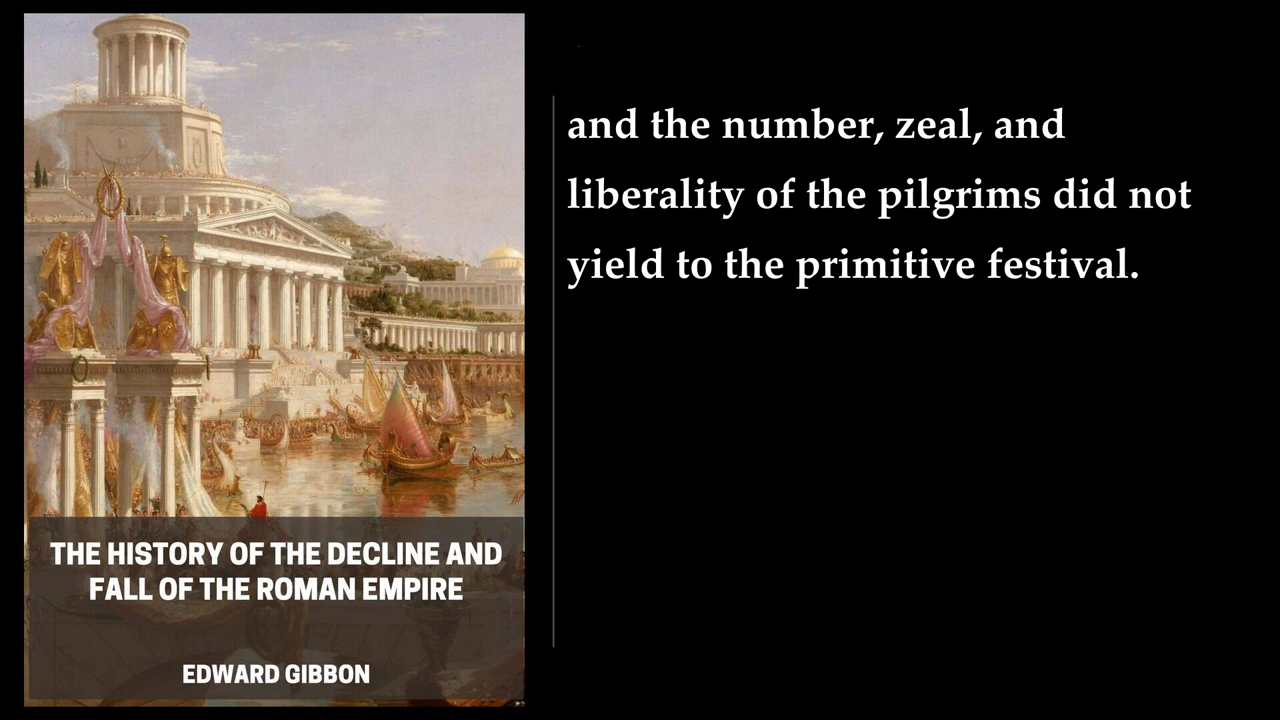 THE HISTORY OF THE DECLINE AND
FALL OF THE ROMAN EMPIRE
EDWARD GIBBON
and the number, zeal, and
liberality of the pilgrims did not
yield to the primitive festival.